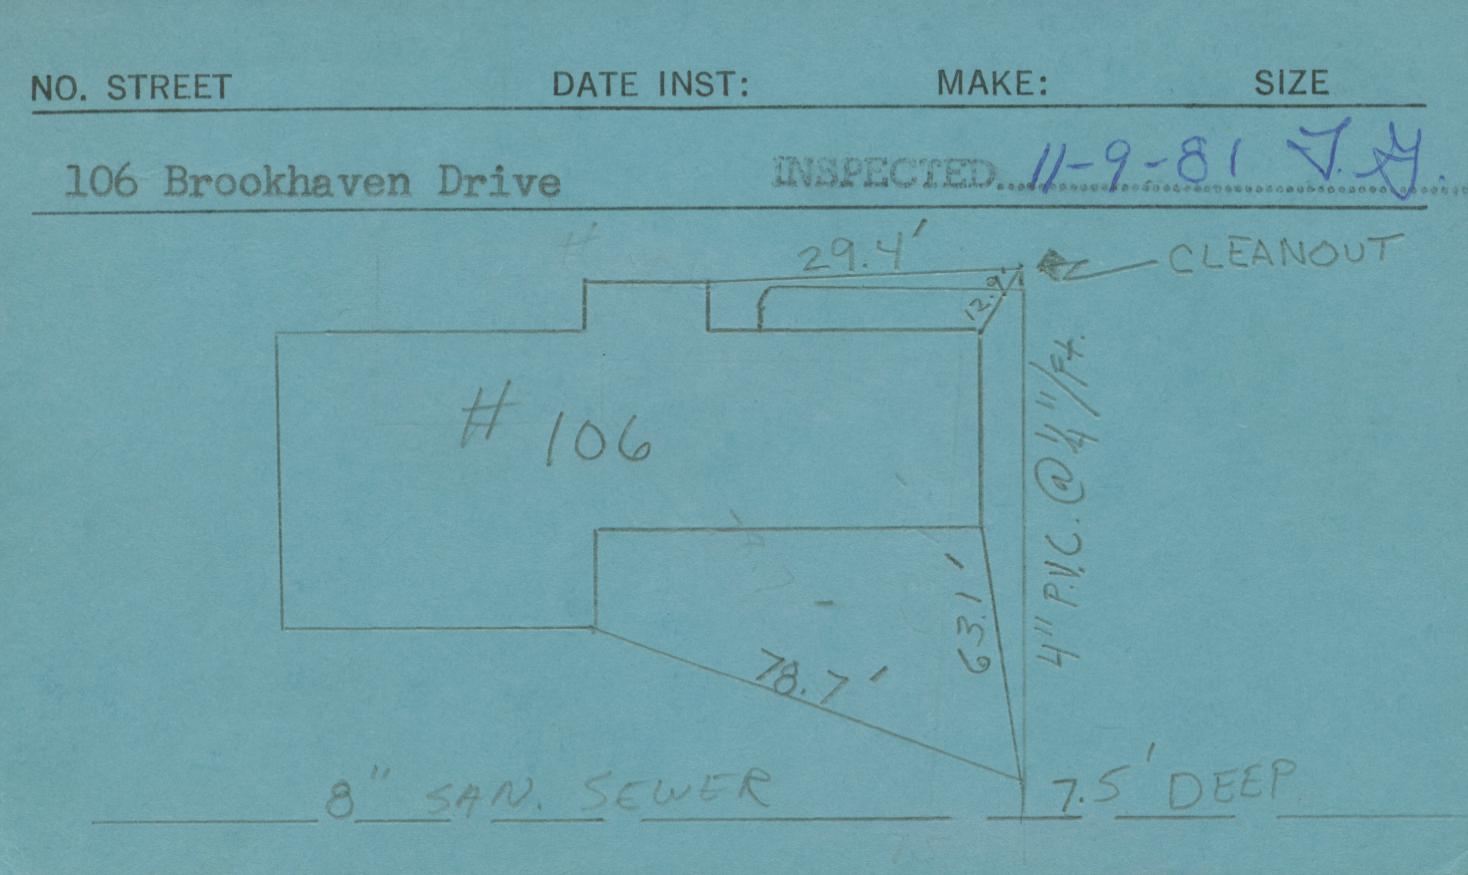 NO. STREET DATE INST: MAKE: SIZE
106 Brookhaven Drive INSPECTED 11-9-81 J.G.
29.4'
CLEANOUT
12.9'
# 106
4" P.V.C. @ 1/4"/Ft.
63.1'
78.7'
8" SAN. SEWER
7.5' DEEP